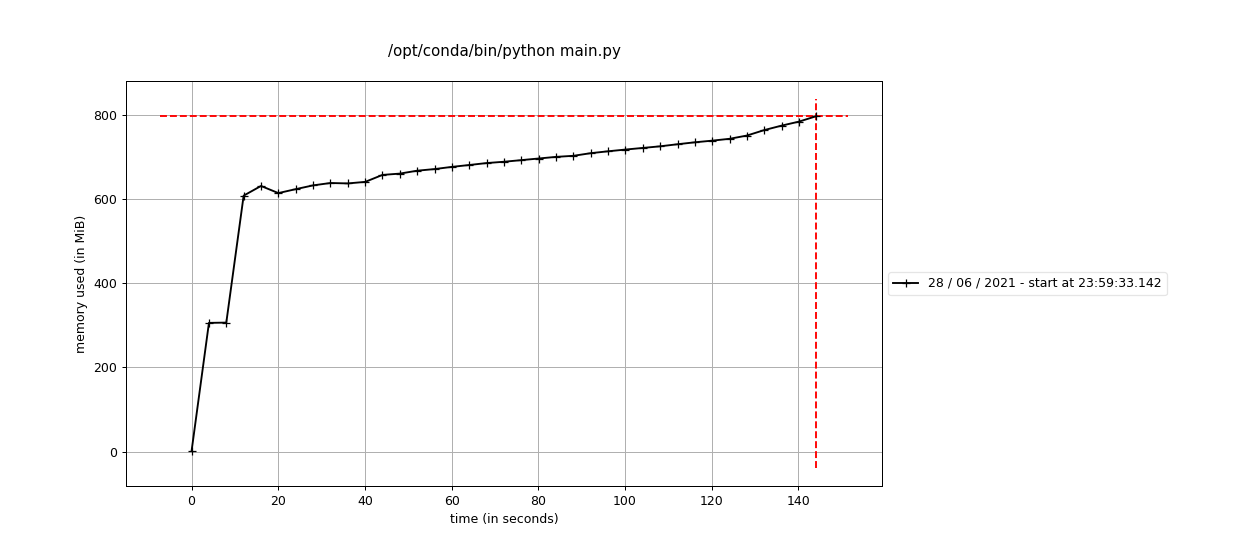 /opt/conda/bin/python main.py
800
600
400
200
0
memory used (in MiB)
0 20 40 60 80 100 120 140
time (in seconds)
28 / 06 / 2021 - start at 23:59:33.142